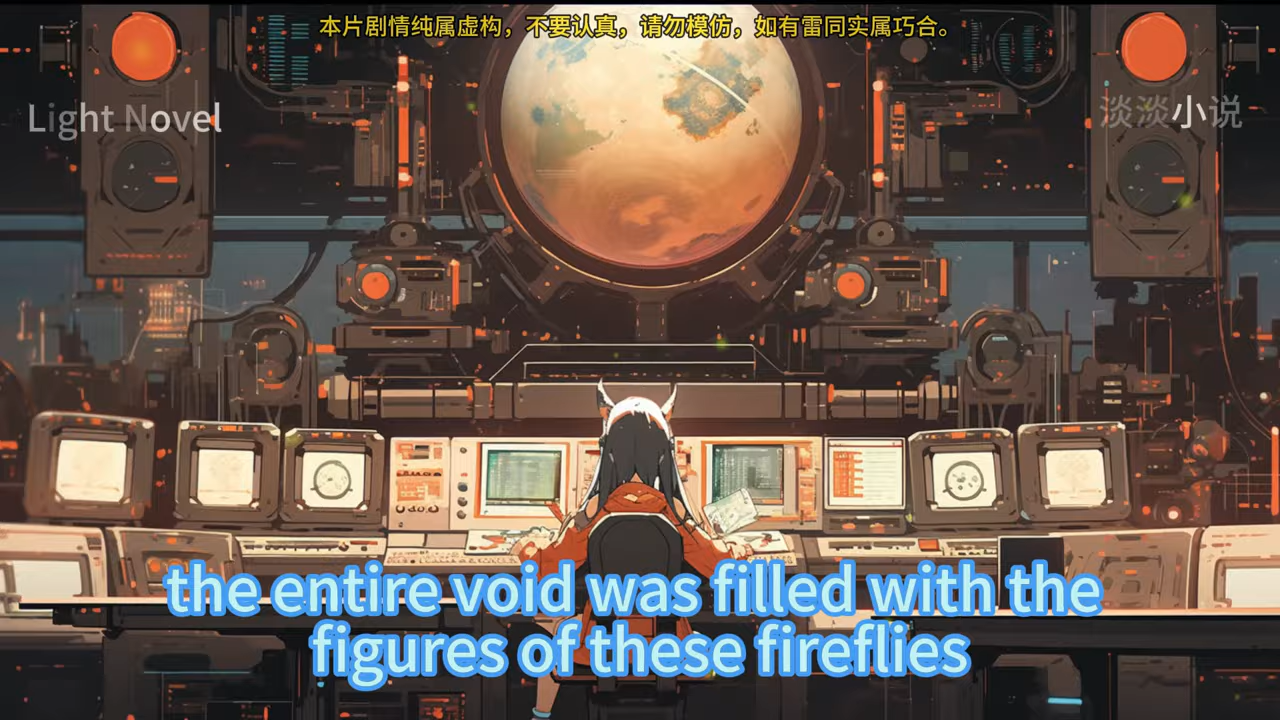 本片剧情纯属虚构，不要认真，请勿模仿，如有雷同实属巧合。
Light Novel
淡淡小说
the entire void was filled with the
figures of these fireflies